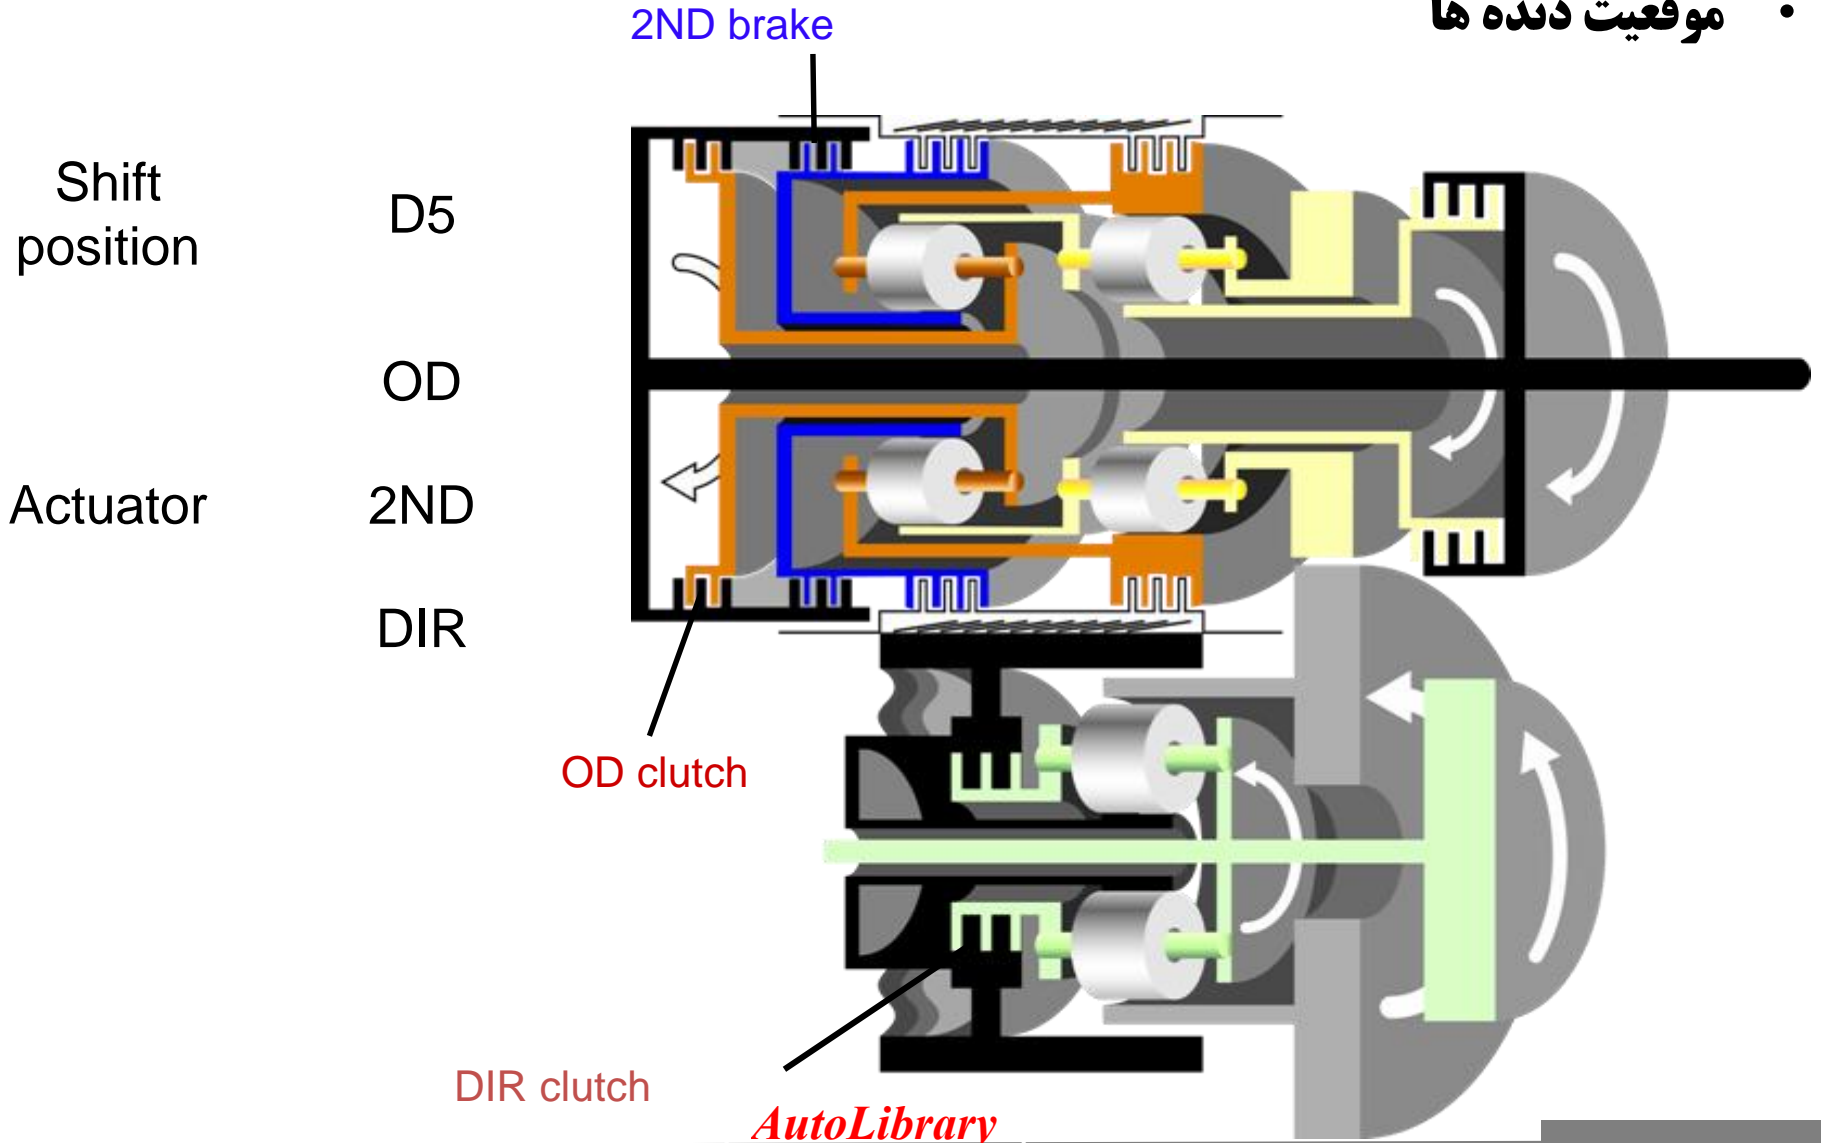 • موقعیت دنده ها
2ND brake
Shift
position
D5
OD
Actuator
2ND
DIR
OD clutch
DIR clutch
AutoLibrary